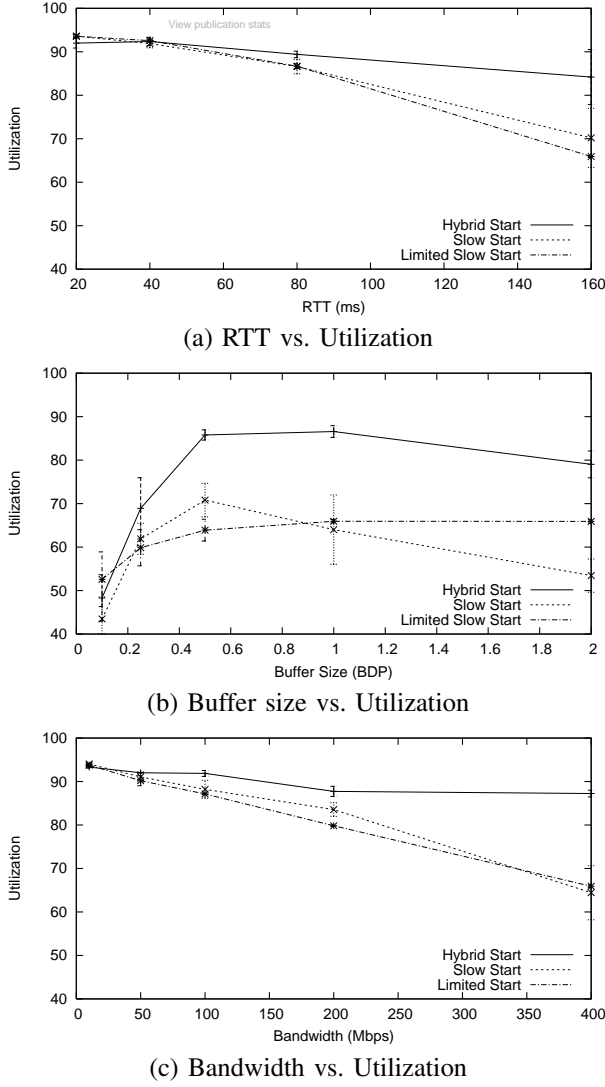 100
View publication stats
90
80
70
60
50
40
Utilization
Hybrid Start
Slow Start
Limited Slow Start
20 40 60 80 100 120 140 160
RTT (ms)
(a) RTT vs. Utilization
100
90
80
70
60
50
40
Utilization
Hybrid Start
Slow Start
Limited Slow Start
0 0.2 0.4 0.6 0.8 1 1.2 1.4 1.6 1.8 2
Buffer Size (BDP)
(b) Buffer size vs. Utilization
100
90
80
70
60
50
40
Utilization
Hybrid Start
Slow Start
Limited Start
0 50 100 150 200 250 300 350 400
Bandwidth (Mbps)
(c) Bandwidth vs. Utilization